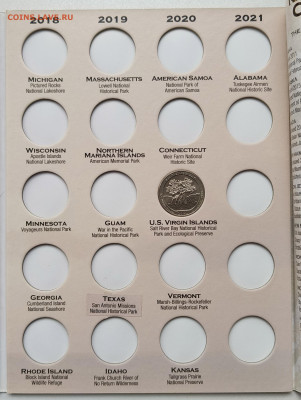 СОИНЕ.РУ
2018 2019 2020 2021
MICHIGAN
Pictured Rocks
National Lakeshore
MASSACHUSETTS
Lowell National
Historical Park
AMERICAN SAMOA
National Park of
American Samoa
ALABAMA
Tuskegee Airmen
National Historic Site
WISCONSIN
Apostle Islands
National Lakeshore
NORTHERN
MARIANA ISLANDS
American Memorial Park
CONNECTICUT
Weir Farm National
Historic Site
MINNESOTA
Voyageurs National Park
GUAM
War in the Pacific
National Historical Park
U.S. VIRGIN ISLANDS
Salt River Bay National
Historical Park
and Ecological Preserve
GEORGIA
Cumberland Island
National Seashore
TEXAS
San Antonio Missions
National Historical Park
VERMONT
Marsh-Billings-Rockefeller
National Historical Park
RHODE ISLAND
Block Island National
Wildlife Refuge
IDAHO
Frank Church River of
No Return Wilderness
KANSAS
Tallgrass Prairie
National Preserve